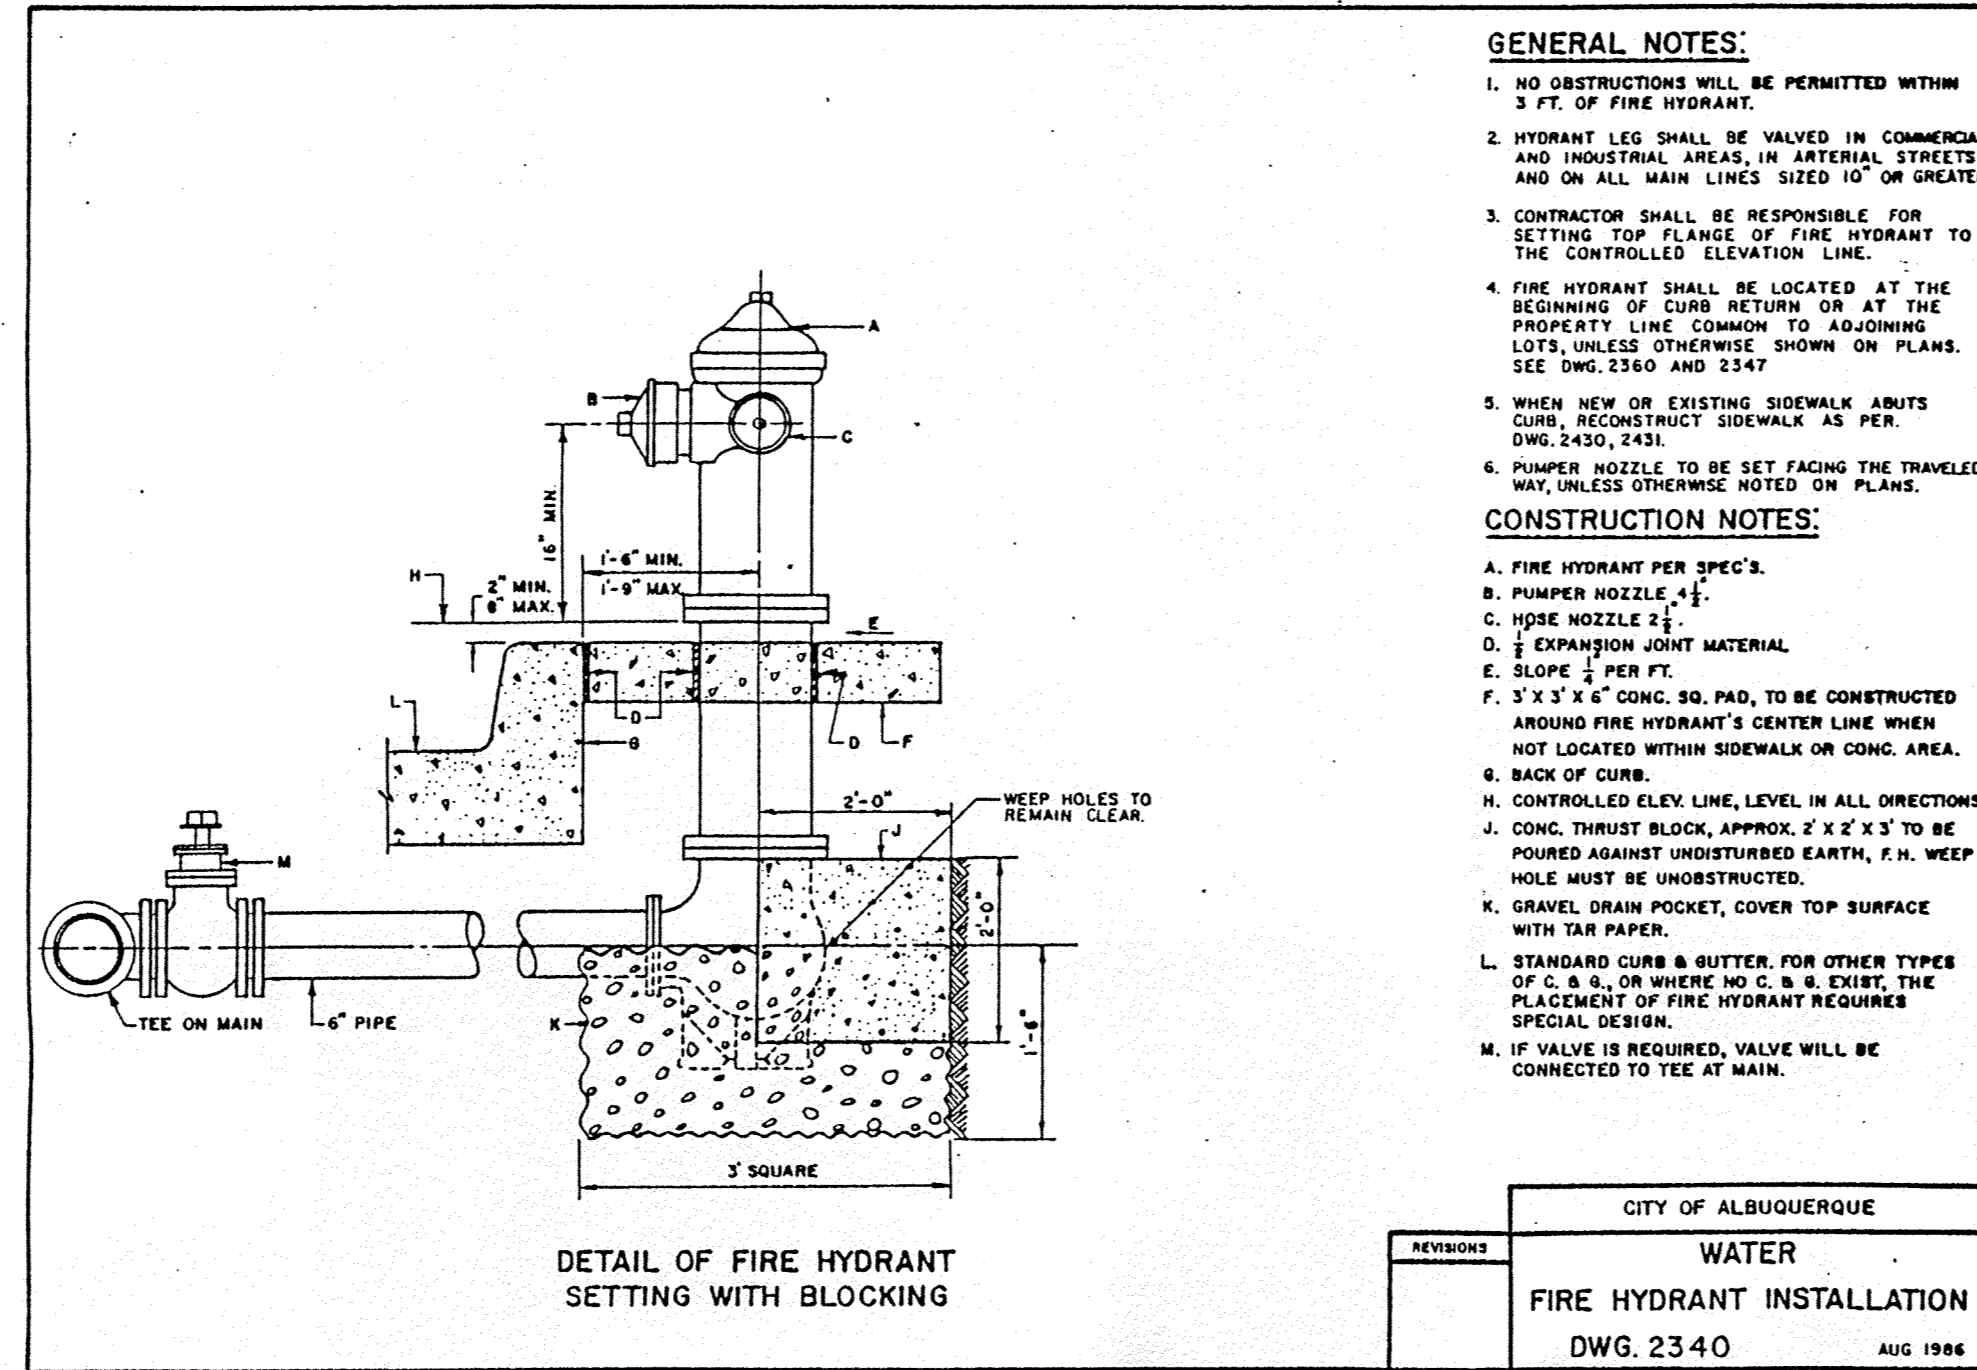 GENERAL NOTES:
1. NO OBSTRUCTIONS WILL BE PERMITTED WITHIN
3 FT. OF FIRE HYDRANT.
2. HYDRANT LEG SHALL BE VALVED IN COMMERCIA
AND INDUSTRIAL AREAS, IN ARTERIAL STREETS
AND ON ALL MAIN LINES SIZED 10" OR GREATE
3. CONTRACTOR SHALL BE RESPONSIBLE FOR
SETTING TOP FLANGE OF FIRE HYDRANT TO
THE CONTROLLED ELEVATION LINE.
4. FIRE HYDRANT SHALL BE LOCATED AT THE
BEGINNING OF CURB RETURN OR AT THE
PROPERTY LINE COMMON TO ADJOINING
LOTS, UNLESS OTHERWISE SHOWN ON PLANS.
SEE DWG. 2360 AND 2347
5. WHEN NEW OR EXISTING SIDEWALK ABUTS
CURB, RECONSTRUCT SIDEWALK AS PER.
DWG. 2430, 2431.
6. PUMPER NOZZLE TO BE SET FACING THE TRAVELED
WAY, UNLESS OTHERWISE NOTED ON PLANS.
CONSTRUCTION NOTES:
A. FIRE HYDRANT PER SPEC'S.
B. PUMPER NOZZLE 4½".
C. HOSE NOZZLE 2½".
D. ½" EXPANSION JOINT MATERIAL
E. SLOPE ¼" PER FT.
F. 3' X 3' X 6" CONC. SQ. PAD, TO BE CONSTRUCTED
AROUND FIRE HYDRANT'S CENTER LINE WHEN
NOT LOCATED WITHIN SIDEWALK OR CONC. AREA.
G. BACK OF CURB.
H. CONTROLLED ELEV. LINE, LEVEL IN ALL DIRECTIONS
J. CONC. THRUST BLOCK, APPROX. 2' X 2' X 3' TO BE
POURED AGAINST UNDISTURBED EARTH, F.H. WEEP
HOLE MUST BE UNOBSTRUCTED.
K. GRAVEL DRAIN POCKET, COVER TOP SURFACE
WITH TAR PAPER.
L. STANDARD CURB & GUTTER. FOR OTHER TYPES
OF C. & G., OR WHERE NO C. & G. EXIST, THE
PLACEMENT OF FIRE HYDRANT REQUIRES
SPECIAL DESIGN.
M. IF VALVE IS REQUIRED, VALVE WILL BE
CONNECTED TO TEE AT MAIN.
A
B
C
16" MIN.
1'-6" MIN.
1'-9" MAX.
H
2" MIN.
6" MAX.
E
L
D
G
D
F
2'-0"
WEEP HOLES TO
REMAIN CLEAR.
J
M
2'-0"
1'-6"
TEE ON MAIN
6" PIPE
K
3' SQUARE
DETAIL OF FIRE HYDRANT
SETTING WITH BLOCKING
REVISIONS
CITY OF ALBUQUERQUE
WATER
FIRE HYDRANT INSTALLATION
DWG. 2340
AUG 1986